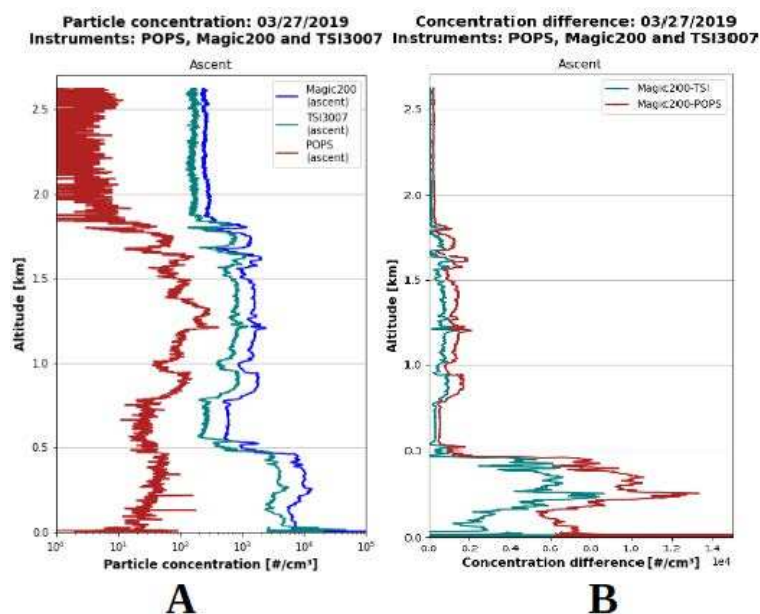 Particle concentration: 03/27/2019
Instruments: POPS, Magic200 and TSI3007
Ascent
Magic200
(ascent)
TSI3007
(ascent)
POPS
(ascent)
2.5
2.0
1.5
1.0
0.5
0.0
Altitude [km]
10⁰ 10¹ 10² 10³ 10⁴ 10⁵
Particle concentration [#/cm³]
A
Concentration difference: 03/27/2019
Instruments: POPS, Magic200 and TSI3007
Ascent
Magic200-TSI
Magic200-POPS
2.5
2.0
1.5
1.0
0.0
Altitude [km]
0.0 0.2 0.4 0.6 0.8 1.0 1.2 1.4
1e4
Concentration difference [#/cm³]
B